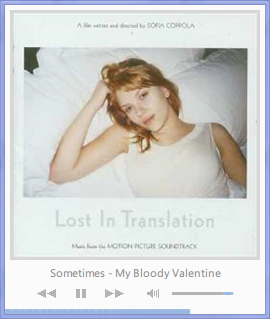 A film written and directed by SOFIA COPPOLA
Lost In Translation
Music from the MOTION PICTURE SOUNDTRACK
Sometimes - My Bloody Valentine